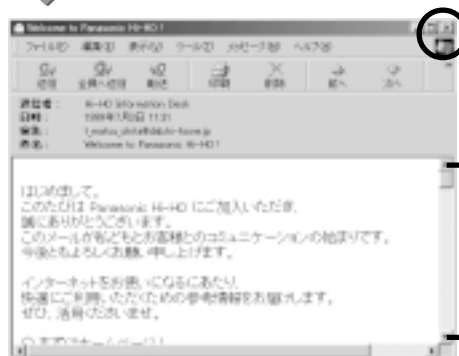 Welcome to Panasonic Hi-HO !
ファイル(F) 編集(E) 表示(V) ツール(T) メッセージ(M) ヘルプ(H)
返信 全員へ返信 転送 印刷 削除 前へ 次へ
送信者 : Hi-HO Information Desk
日時 : 11:31
宛先 :
件名 : Welcome to Panasonic Hi-HO !
はじめまして。
このたびは Panasonic Hi-HO にご加入いただき、
誠にありがとうございます。
このメールが私どもとお客様とのコミュニケーションの始まりです。
今後ともよろしくお願い申し上げます。
インターネットをお使いになるにあたり、
快適にご利用いただくための参考情報をお届けします。
ぜひ、活用くださいませ。